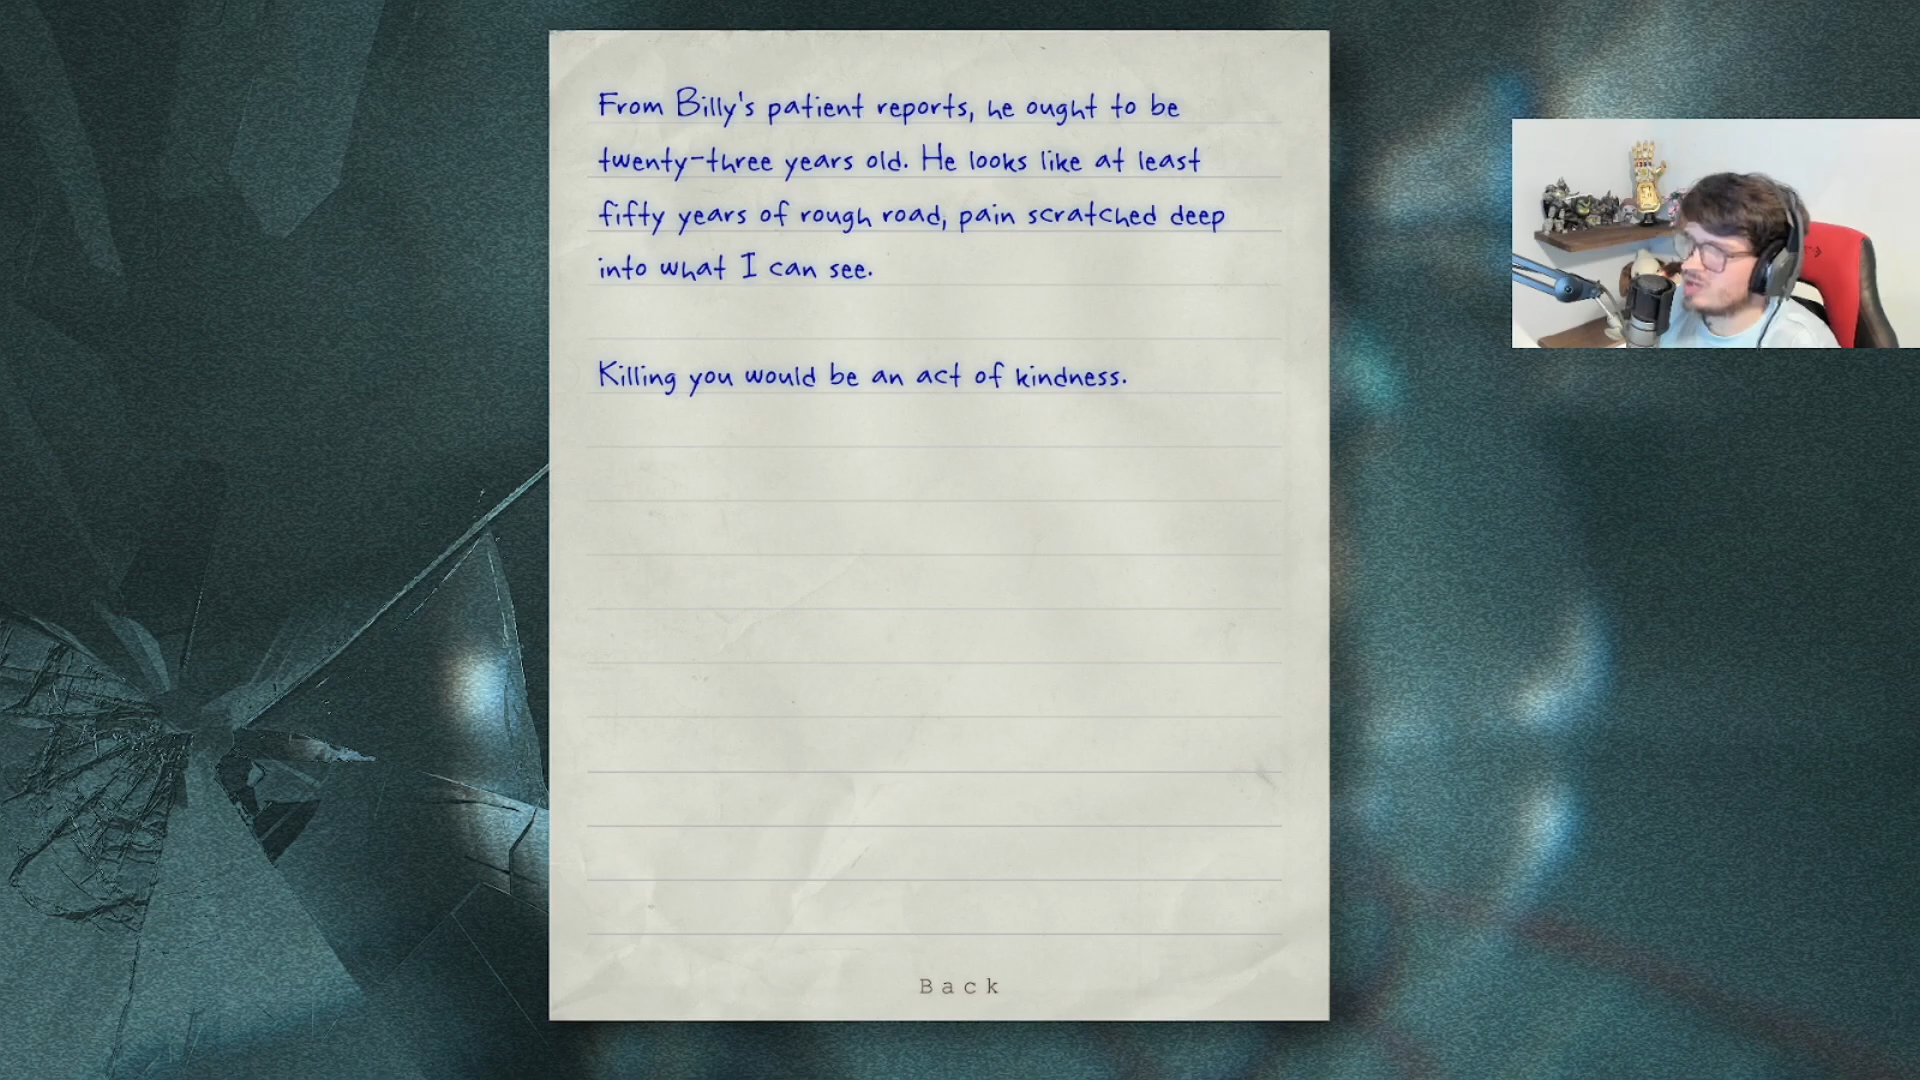 From Billy's patient reports, he ought to be
twenty-three years old. He looks like at least
fifty years of rough road, pain scratched deep
into what I can see.
Killing you would be an act of kindness.
Back